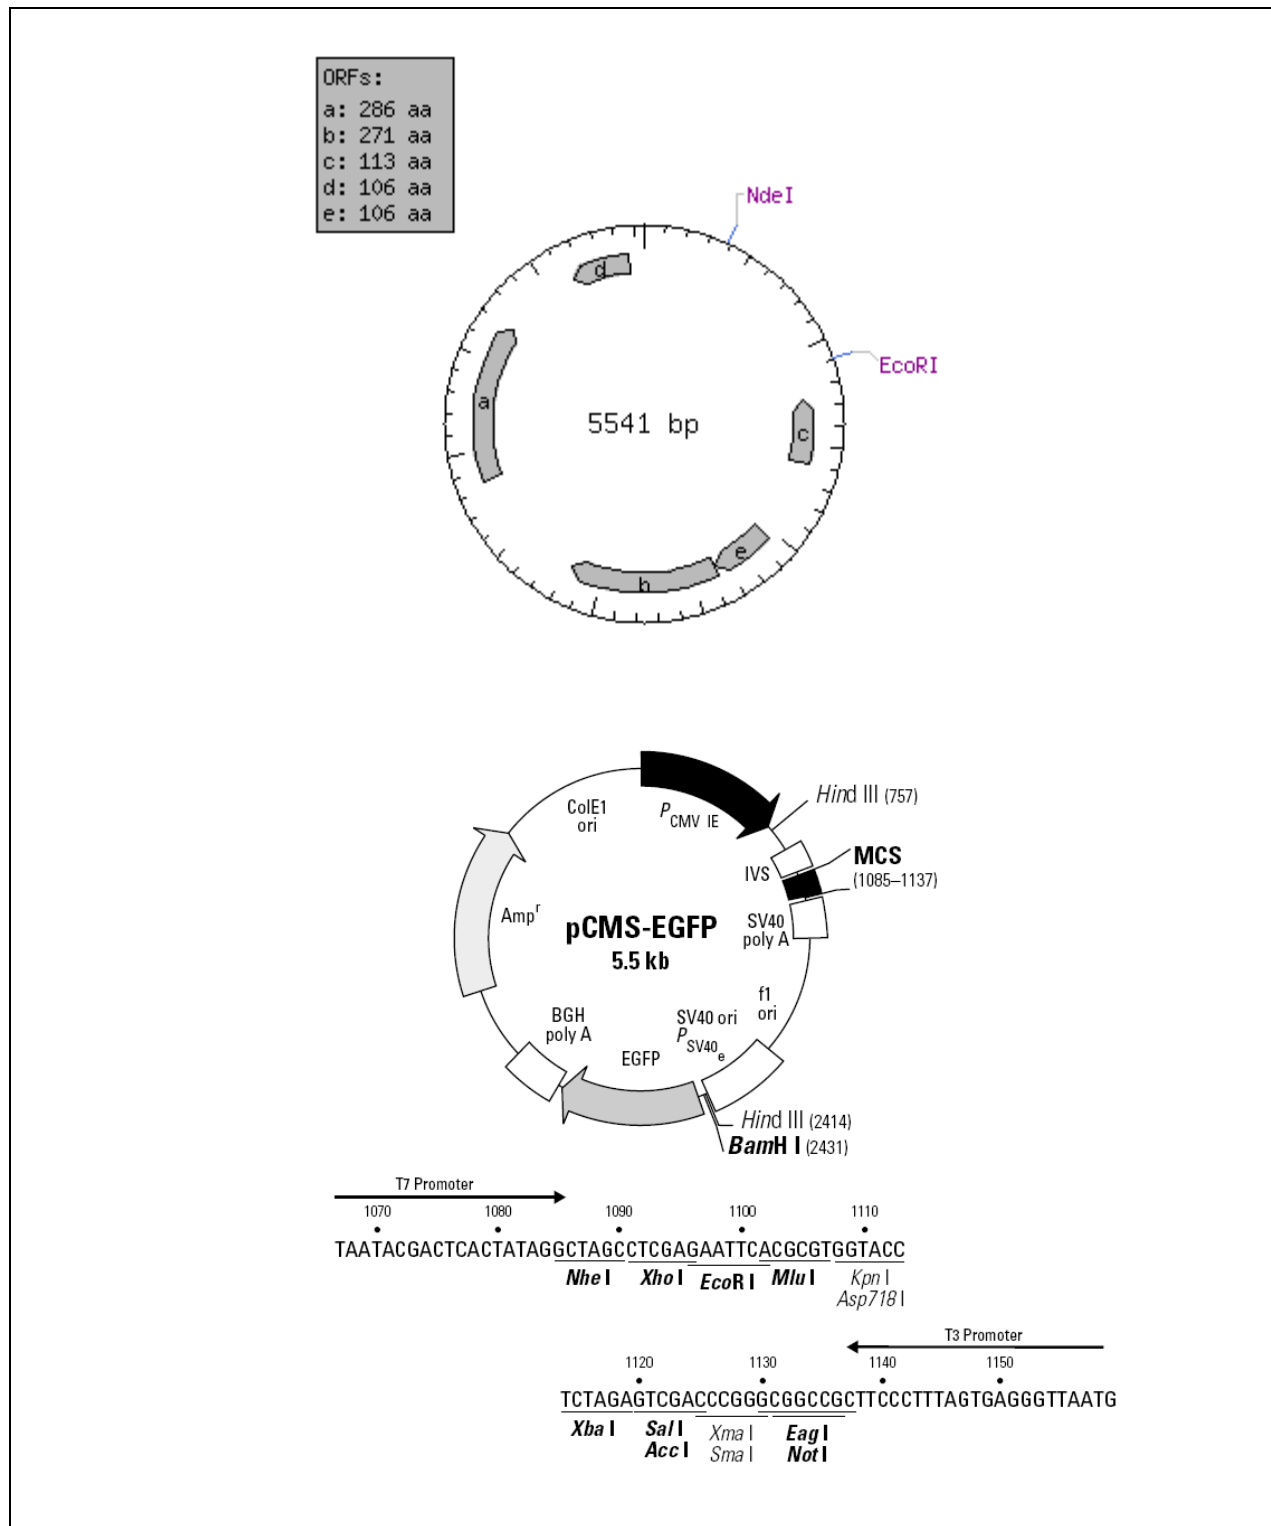 ORFs:
a: 286 aa
b: 271 aa
c: 113 aa
d: 106 aa
e: 106 aa
NdeI
EcoRI
d
a
5541 bp
c
e
b
ColE1
ori
P CMV IE
Hind III (757)
IVS
MCS
(1085–1137)
SV40
poly A
Ampr
pCMS-EGFP
5.5 kb
f1
ori
BGH
poly A
SV40 ori
P SV40e
EGFP
Hind III (2414)
BamH I (2431)
T7 Promoter
1070 1080 1090 1100 1110
TAATACGACTCACTATAGGCTAGCCTCGAGAATTCACGCGTGGTACC
Nhe I Xho I EcoR I Mlu I Kpn I
Asp718 I
T3 Promoter
1120 1130 1140 1150
TCTAGAGTCGACCCGGGCGGCCGCTTCCCTTTAGTGAGGGTTAATG
Xba I Sal I Xma I Eag I
Acc I Sma I Not I